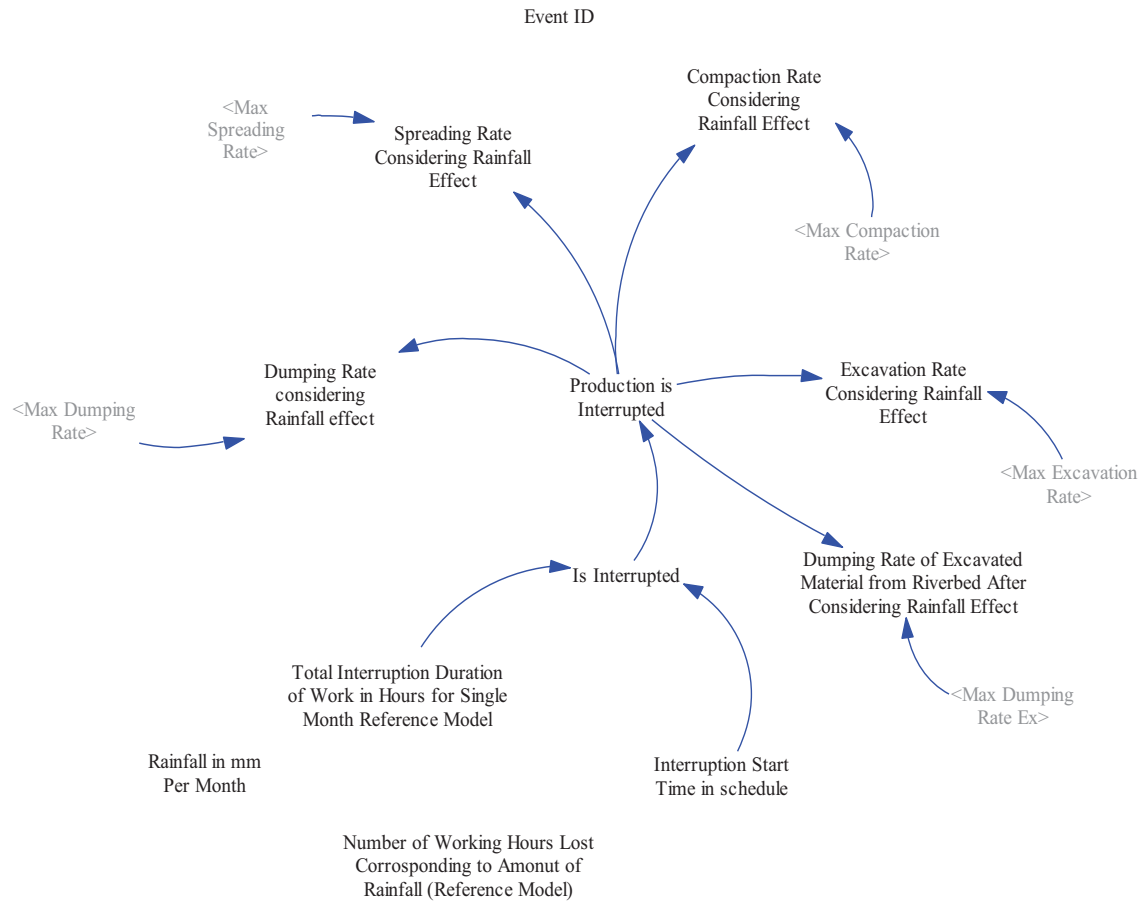 Event ID
<Max
Spreading
Rate>
Spreading Rate
Considering Rainfall
Effect
Compaction Rate
Considering
Rainfall Effect
<Max Compaction
Rate>
Dumping Rate
considering
Rainfall effect
<Max Dumping
Rate>
Production is
Interrupted
Excavation Rate
Considering Rainfall
Effect
<Max Excavation
Rate>
Is Interrupted
Dumping Rate of Excavated
Material from Riverbed After
Considering Rainfall Effect
<Max Dumping
Rate Ex>
Total Interruption Duration
of Work in Hours for Single
Month Reference Model
Rainfall in mm
Per Month
Interruption Start
Time in schedule
Number of Working Hours Lost
Corrosponding to Amonut of
Rainfall (Reference Model)